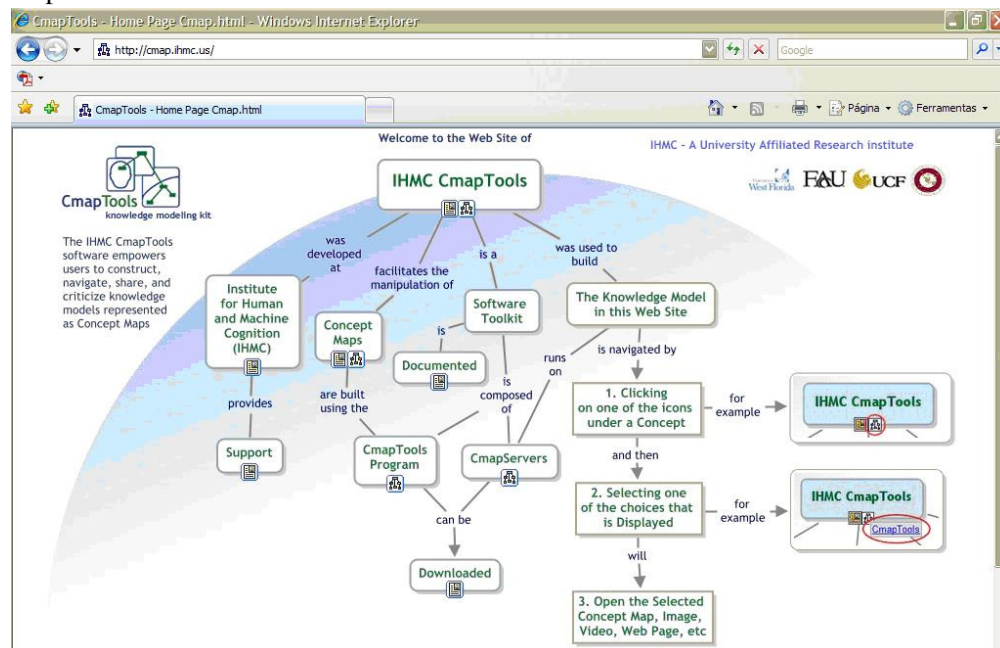 CmapTools - Home Page Cmap.html - Windows Internet Explorer
http://cmap.ihmc.us/
Google
CmapTools - Home Page Cmap.html
Página
Ferramentas
Welcome to the Web Site of
IHMC - A University Affiliated Research institute
IHMC CmapTools
West Florida
FAU
UCF
CmapTools
knowledge modeling kit
The IHMC CmapTools
software empowers
users to construct,
navigate, share, and
criticize knowledge
models represented
as Concept Maps
was
developed
at
facilitates the
manipulation of
is a
was used to
build
Institute
for Human
and Machine
Cognition
(IHMC)
Concept
Maps
Software
Toolkit
The Knowledge Model
in this Web Site
is
Documented
runs
on
is navigated by
provides
are built
using the
is
composed
of
1. Clicking
on one of the icons
under a Concept
for
example
IHMC CmapTools
Support
CmapTools
Program
CmapServers
and then
2. Selecting one
of the choices that
is Displayed
for
example
IHMC CmapTools
CmapTools
can be
will
Downloaded
3. Open the Selected
Concept Map, Image,
Video, Web Page, etc